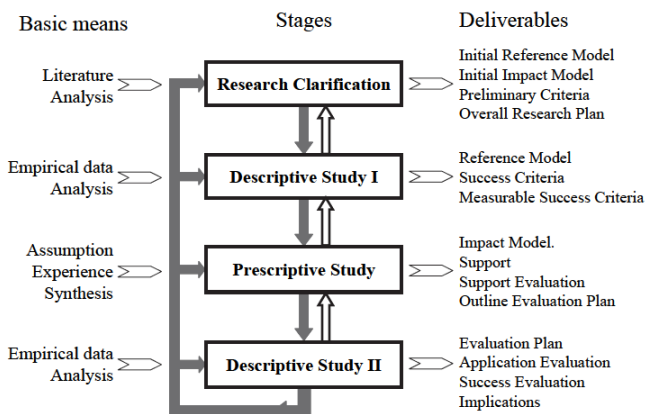 Basic means
Stages
Deliverables
Literature
Analysis
Research Clarification
Initial Reference Model
Initial Impact Model
Preliminary Criteria
Overall Research Plan
Empirical data
Analysis
Descriptive Study I
Reference Model
Success Criteria
Measurable Success Criteria
Assumption
Experience
Synthesis
Prescriptive Study
Impact Model.
Support
Support Evaluation
Outline Evaluation Plan
Empirical data
Analysis
Descriptive Study II
Evaluation Plan
Application Evaluation
Success Evaluation
Implications